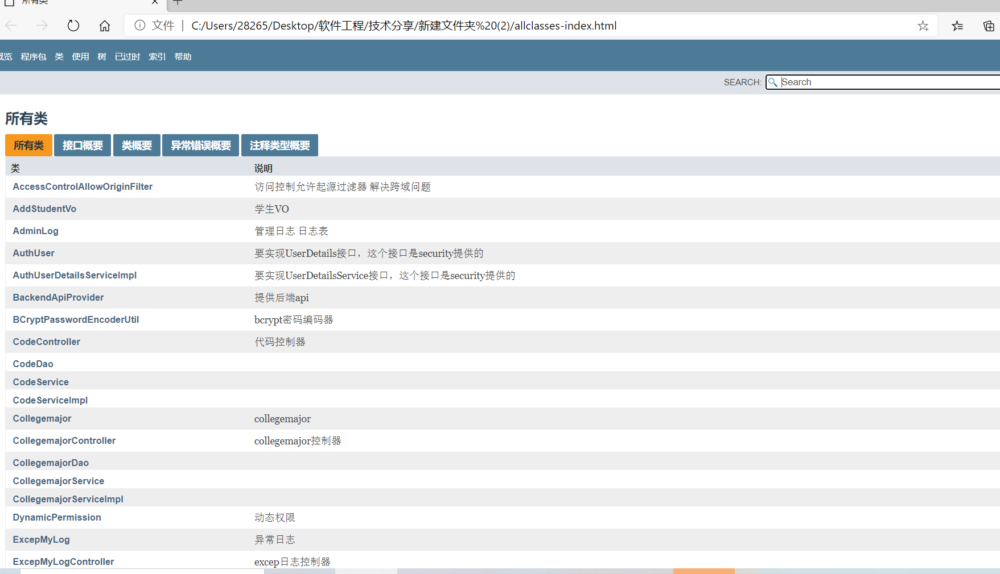 所有类
文件 | C:/Users/28265/Desktop/软件工程/技术分享/新建文件夹%20(2)/allclasses-index.html
概览 程序包 类 使用 树 已过时 索引 帮助
SEARCH: Search
所有类
所有类 接口概要 类概要 异常错误概要 注释类型概要
类 说明
AccessControlAllowOriginFilter 访问控制允许起源过滤器 解决跨域问题
AddStudentVo 学生VO
AdminLog 管理日志 日志表
AuthUser 要实现UserDetails接口，这个接口是security提供的
AuthUserDetailsServiceImpl 要实现UserDetailsService接口，这个接口是security提供的
BackendApiProvider 提供后端api
BCryptPasswordEncoderUtil bcrypt密码编码器
CodeController 代码控制器
CodeDao
CodeService
CodeServiceImpl
Collegemajor collegemajor
CollegemajorController collegemajor控制器
CollegemajorDao
CollegemajorService
CollegemajorServiceImpl
DynamicPermission 动态权限
ExcepMyLog 异常日志
ExcepMyLogController excep日志控制器